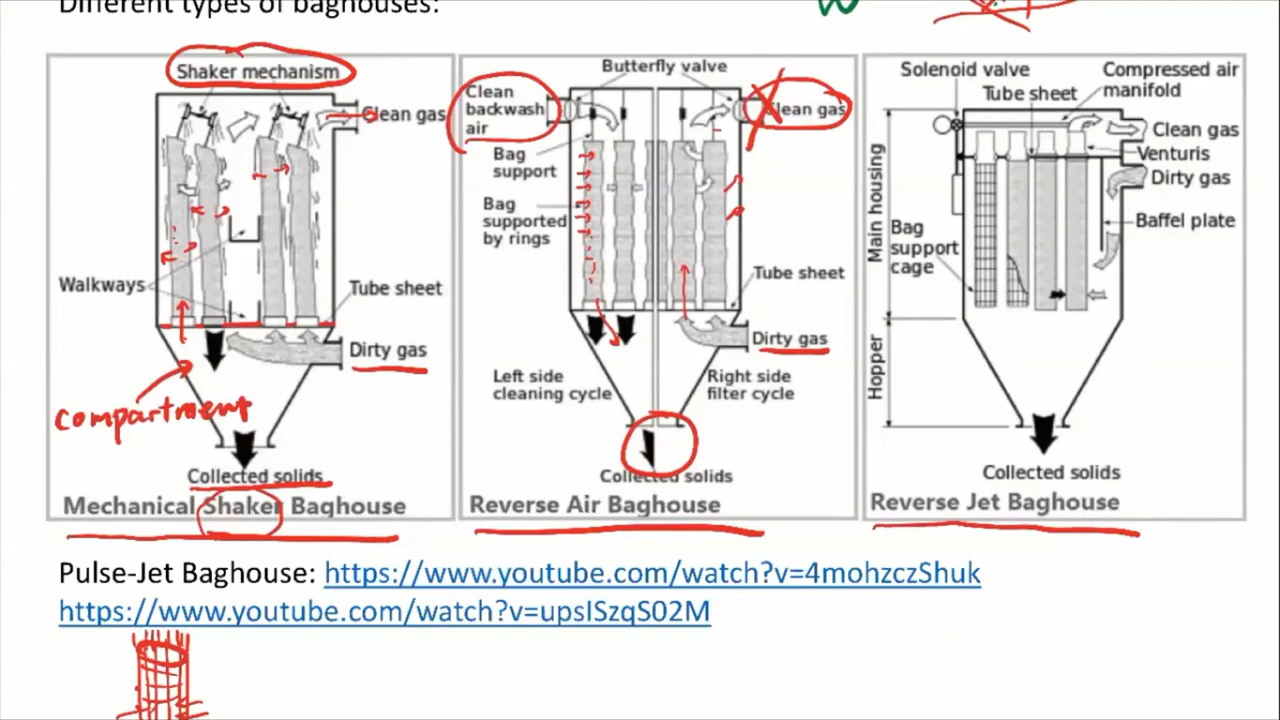 Different types of baghouses:
Shaker mechanism
Clean gas
Walkways
Tube sheet
Dirty gas
compartment
Collected solids
Mechanical Shaker Baghouse
Butterfly valve
Clean
backwash
air
Clean gas
Bag
support
Bag
supported
by rings
Tube sheet
Dirty gas
Left side
cleaning cycle
Right side
filter cycle
Collected solids
Reverse Air Baghouse
Solenoid valve
Compressed air
manifold
Tube sheet
Clean gas
Venturis
Dirty gas
Main housing
Baffel plate
Bag
support
cage
Hopper
Collected solids
Reverse Jet Baghouse
Pulse-Jet Baghouse: https://www.youtube.com/watch?v=4mohzczShuk
https://www.youtube.com/watch?v=upsISzqS02M